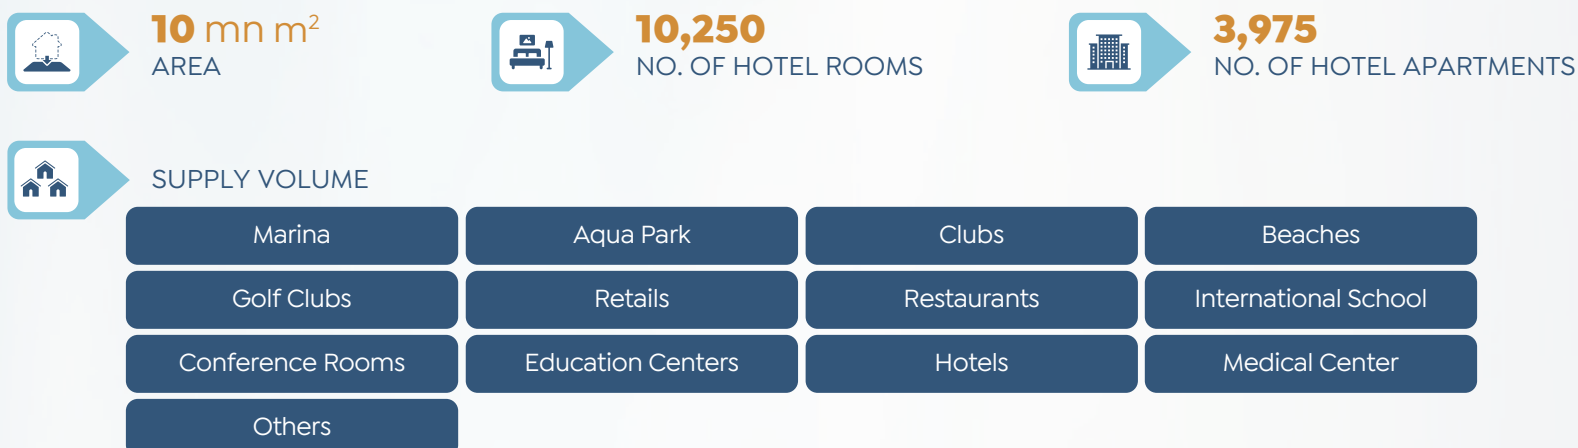 10 mn m²
AREA
10,250
NO. OF HOTEL ROOMS
3,975
NO. OF HOTEL APARTMENTS
SUPPLY VOLUME
Marina
Aqua Park
Clubs
Beaches
Golf Clubs
Retails
Restaurants
International School
Conference Rooms
Education Centers
Hotels
Medical Center
Others